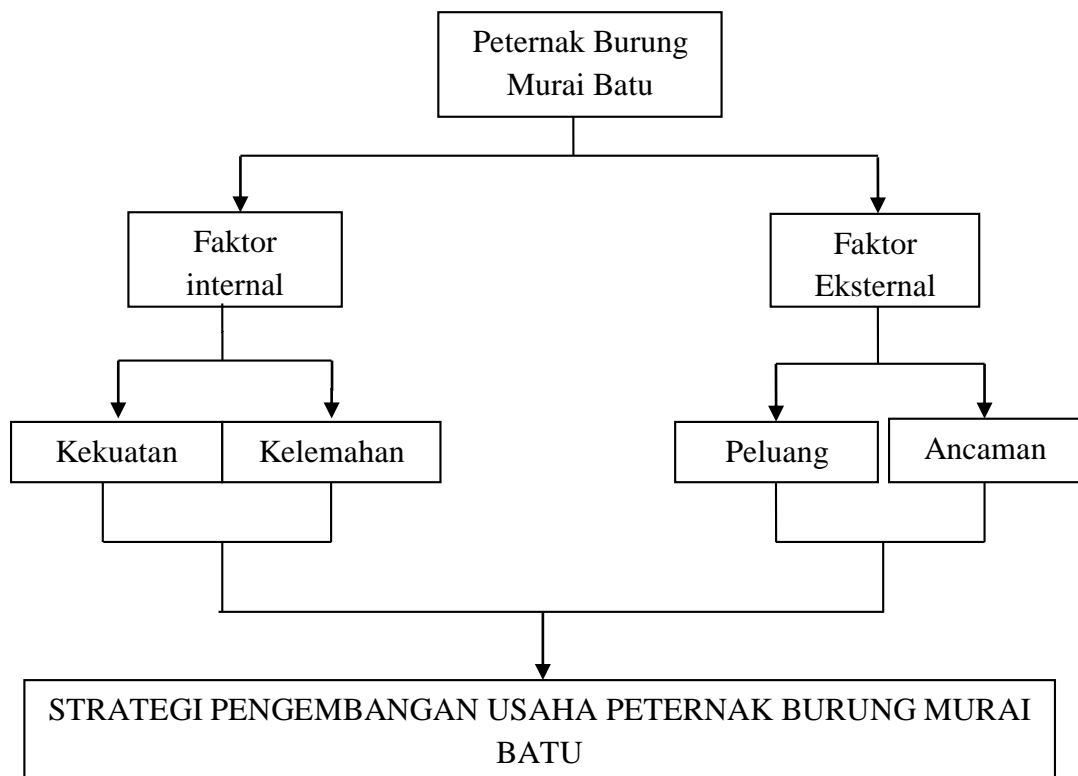 Peternak Burung
Murai Batu
Faktor
internal
Faktor
Eksternal
Kekuatan
Kelemahan
Peluang
Ancaman
STRATEGI PENGEMBANGAN USAHA PETERNAK BURUNG MURAI
BATU